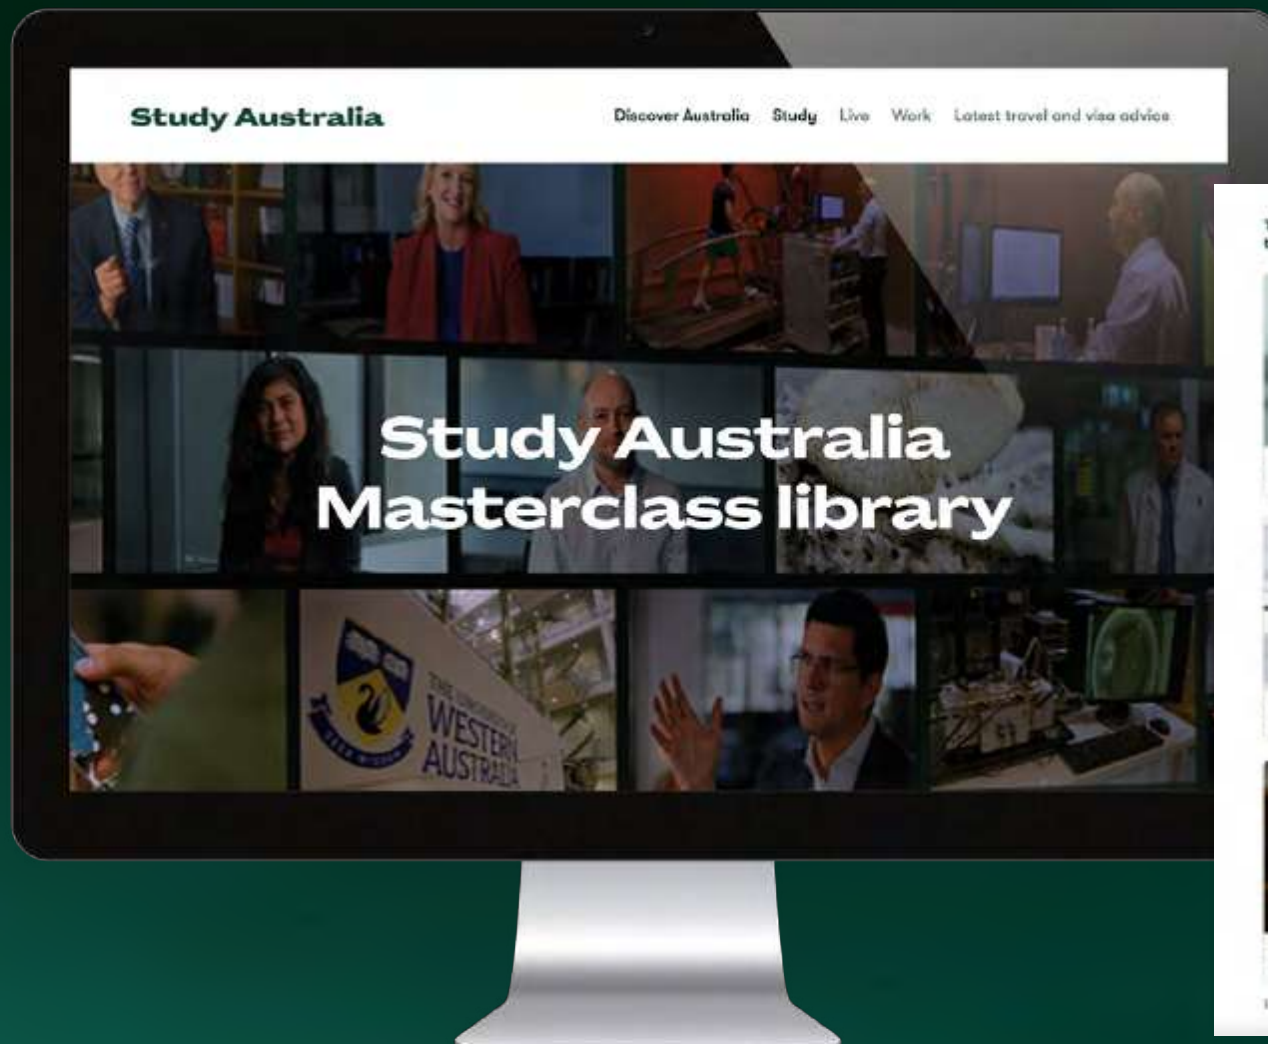 Study Australia
Discover Australia Study Live Work Latest travel and visa advice
Study Australia
Masterclass library
THE UNIVERSITY OF
WESTERN
AUSTRALIA